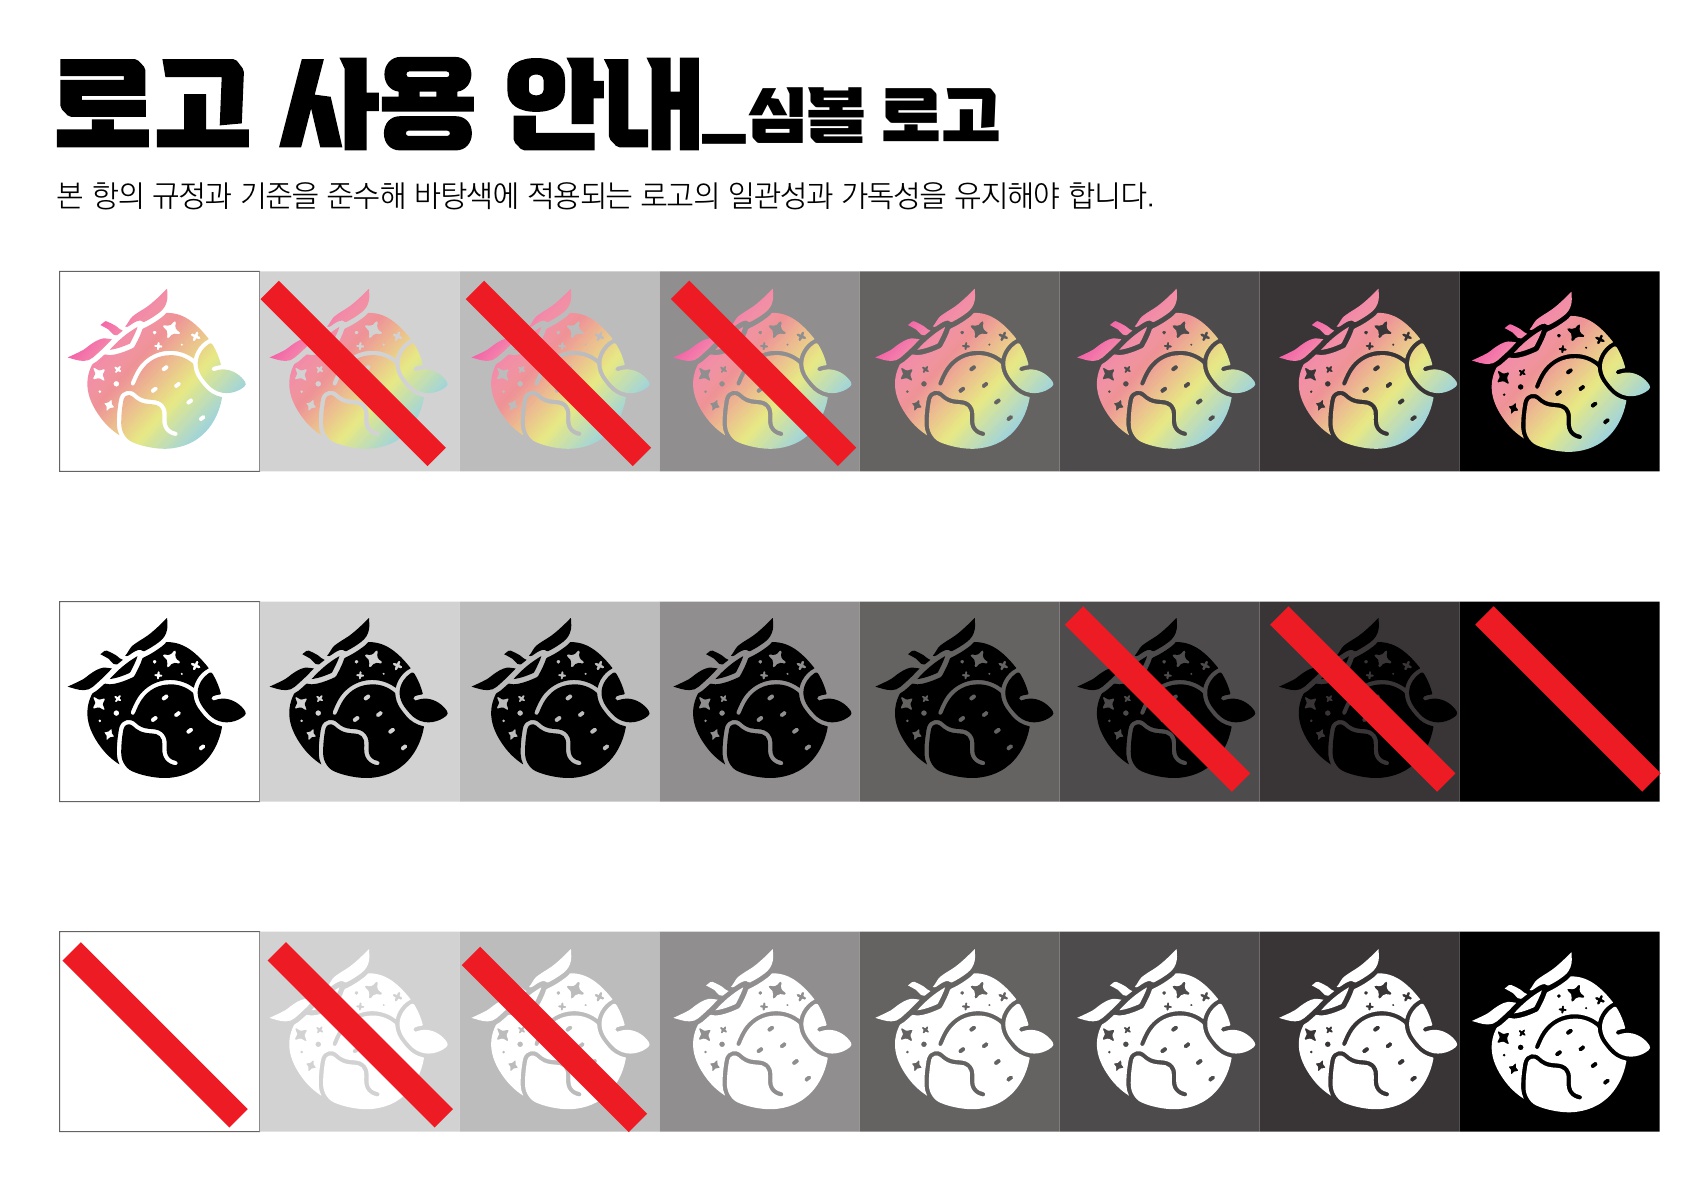 로고 사용 안내_심볼 로고
본 항의 규정과 기준을 준수해 바탕색에 적용되는 로고의 일관성과 가독성을 유지해야 합니다.